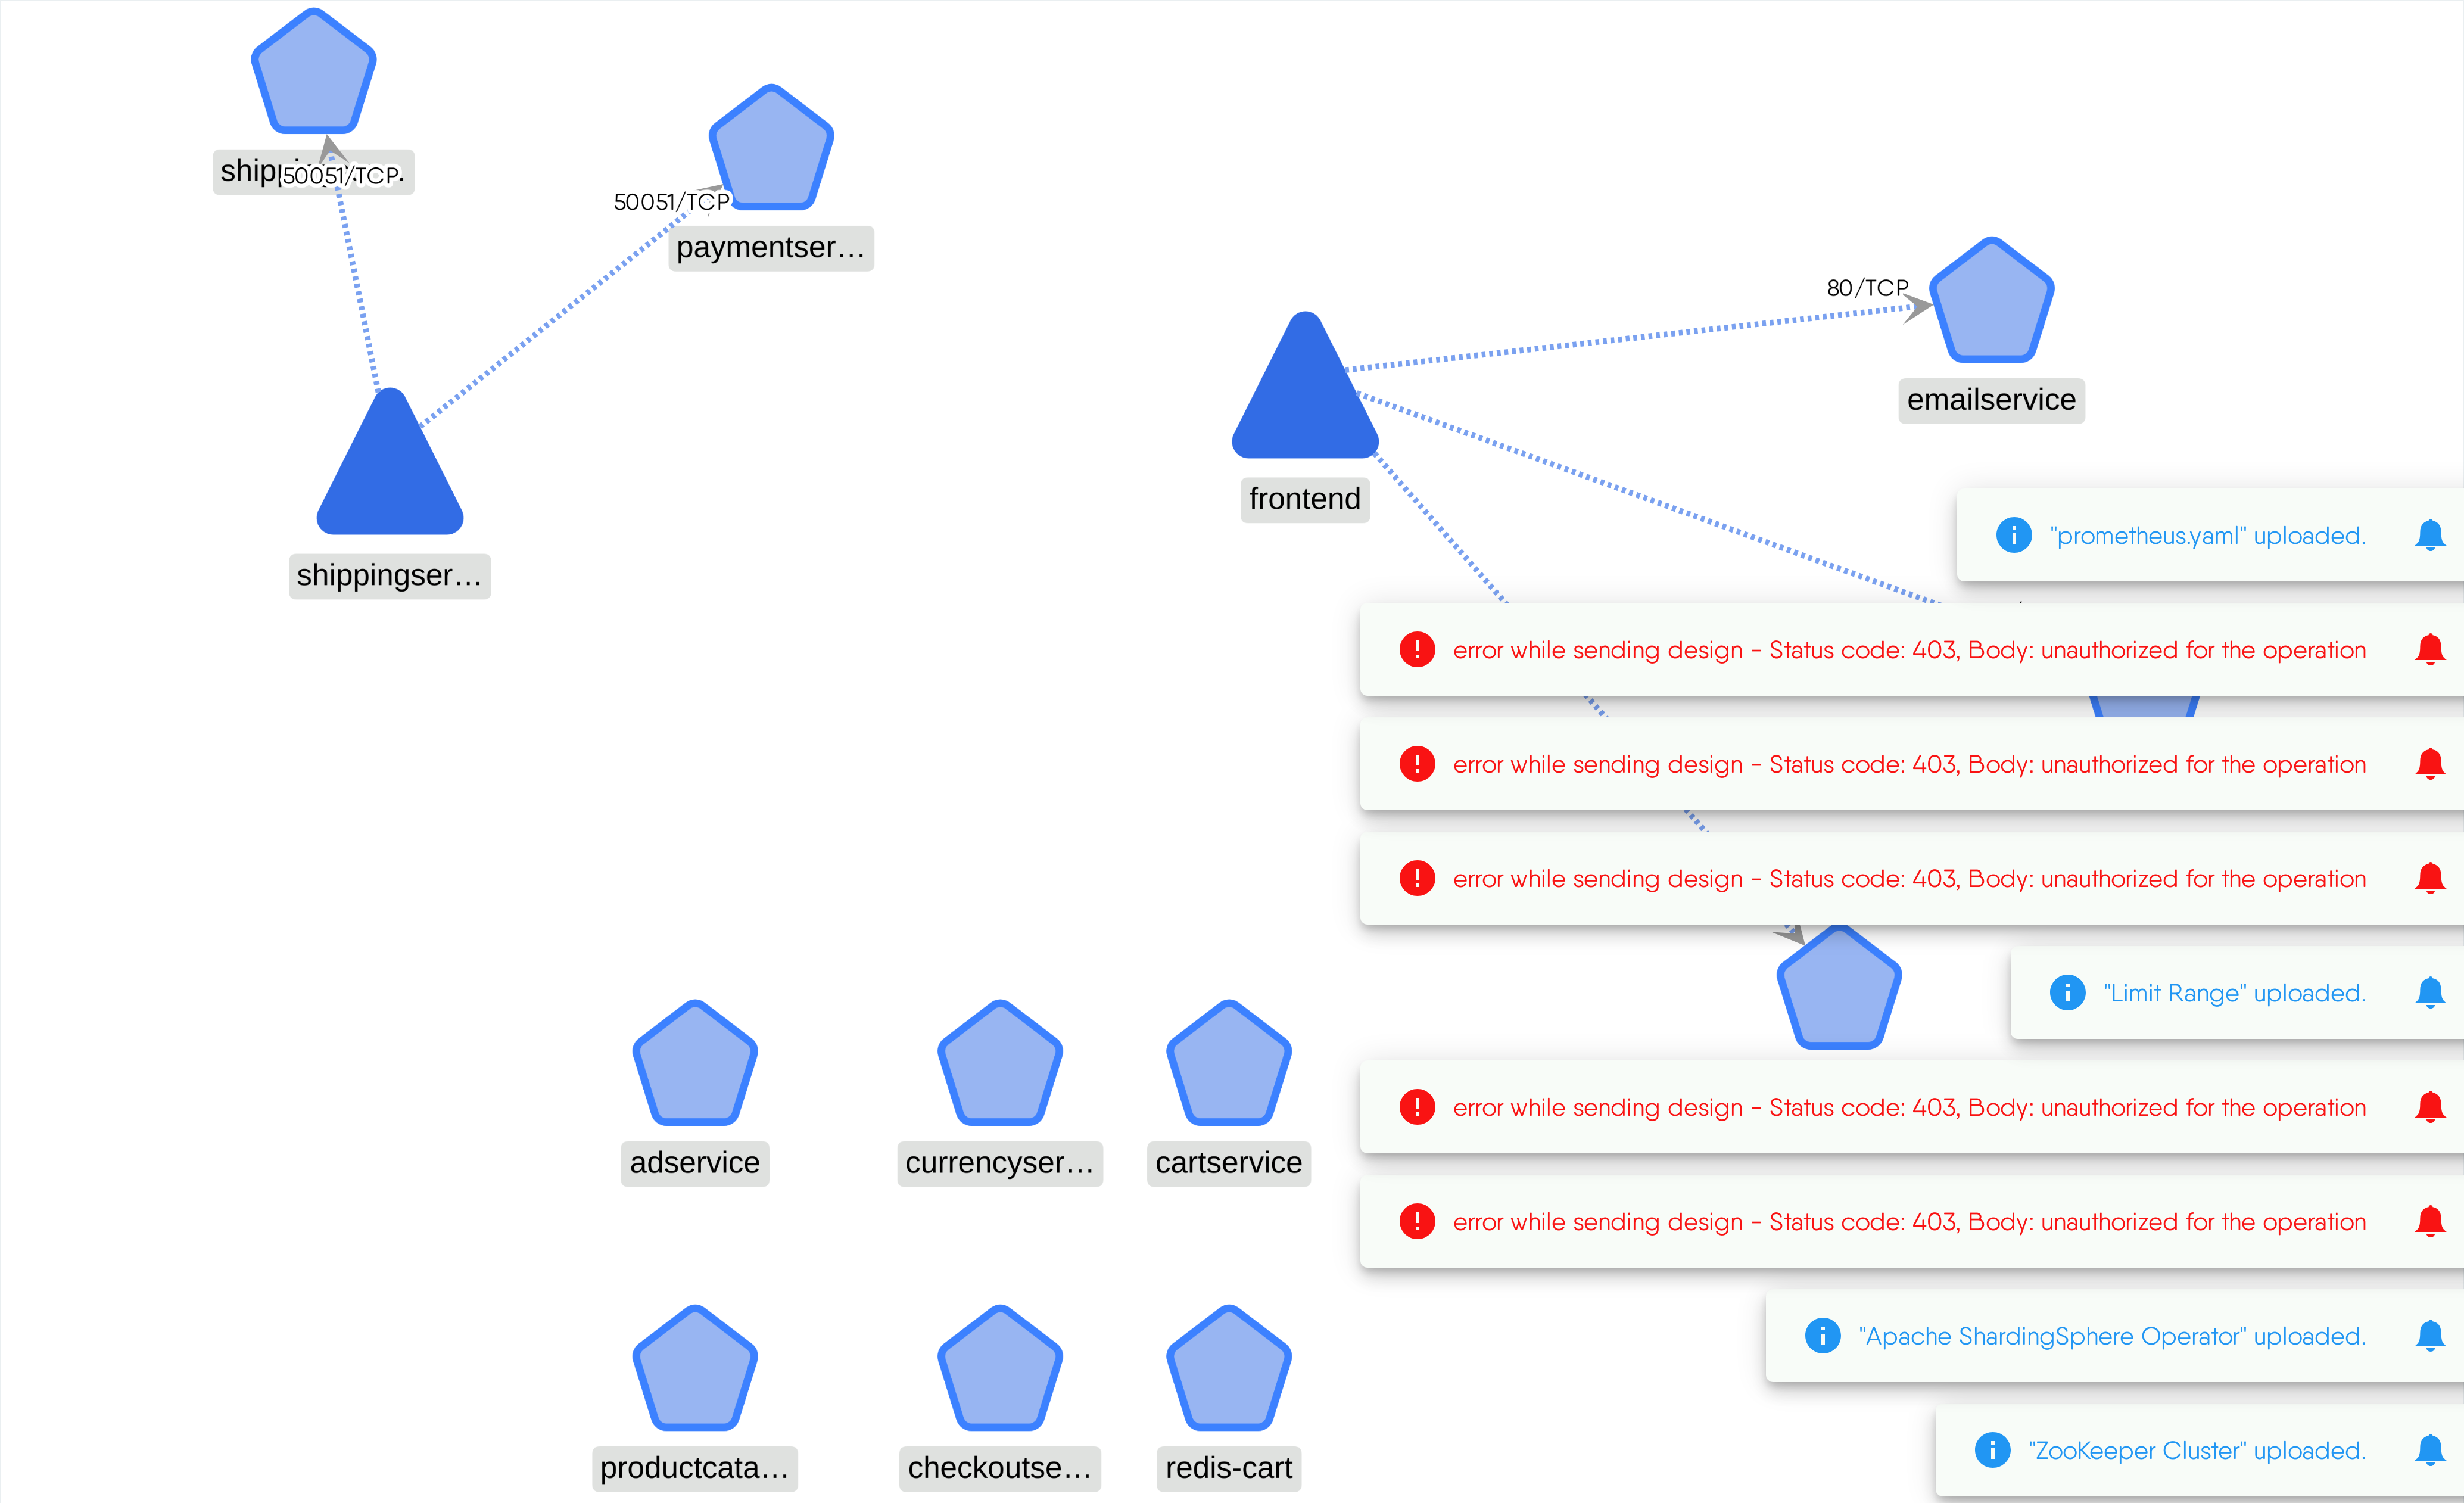 50051/TCP
50051/TCP
paymentser…
80/TCP
emailservice
frontend
shippingser…
"prometheus.yaml" uploaded.
error while sending design - Status code: 403, Body: unauthorized for the operation
error while sending design - Status code: 403, Body: unauthorized for the operation
error while sending design - Status code: 403, Body: unauthorized for the operation
"Limit Range" uploaded.
error while sending design - Status code: 403, Body: unauthorized for the operation
adservice
currencyser…
cartservice
error while sending design - Status code: 403, Body: unauthorized for the operation
"Apache ShardingSphere Operator" uploaded.
"ZooKeeper Cluster" uploaded.
productcata…
checkoutse…
redis-cart